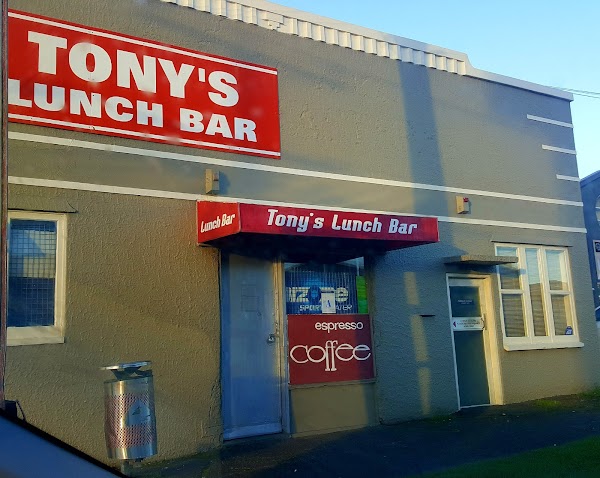 TONY'S
LUNCH BAR
Lunch Bar
Tony's Lunch Bar
espresso
coffee